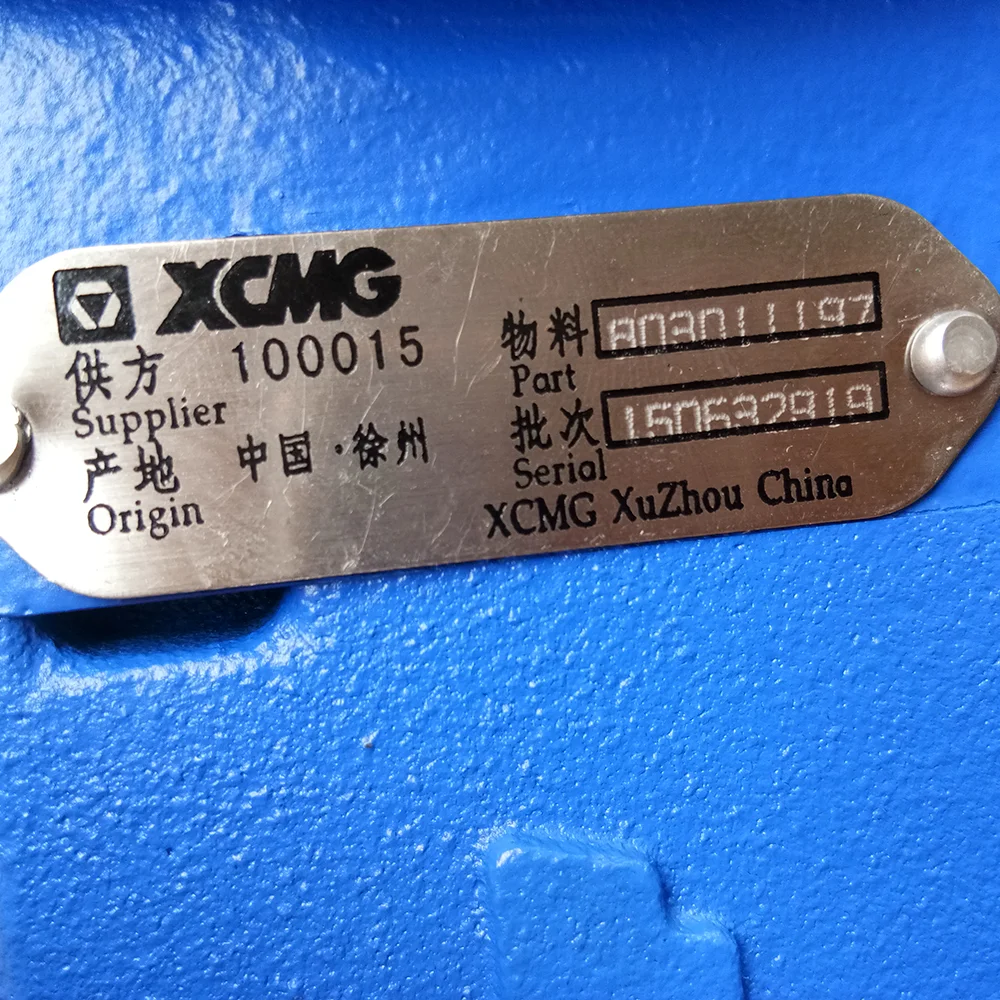 XCMG
供方 100015
Supplier
产地 中国·徐州
Origin
物料 A03011197
Part
批次 150632919
Serial
XCMG XuZhou China